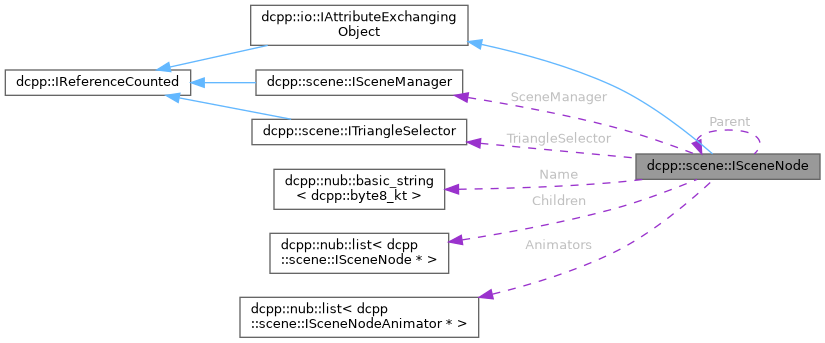 dcpp::io::IAttributeExchanging
Object
dcpp::IReferenceCounted
dcpp::scene::ISceneManager
SceneManager
Parent
dcpp::scene::ITriangleSelector
TriangleSelector
dcpp::scene::ISceneNode
dcpp::nub::basic_string
< dcpp::byte8_kt >
Name
Children
dcpp::nub::list< dcpp
::scene::ISceneNode * >
Animators
dcpp::nub::list< dcpp
::scene::ISceneNodeAnimator * >